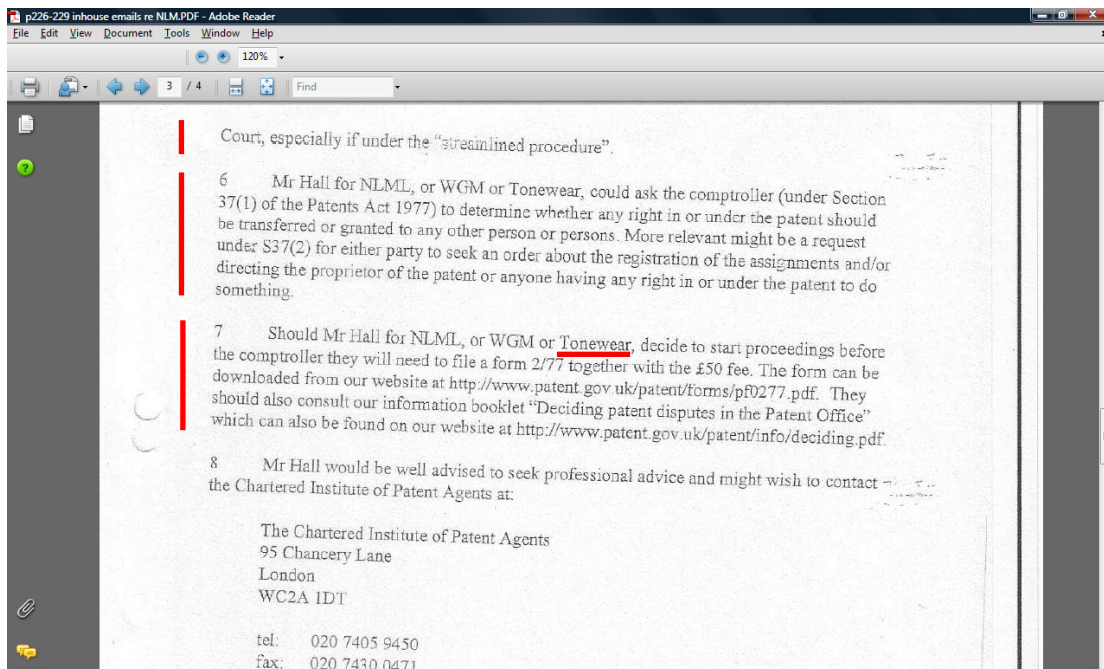 p226-229 inhouse emails re NLM.PDF - Adobe Reader
File Edit View Document Tools Window Help
120%
3 / 4 Find
Court, especially if under the "streamlined procedure".
6 Mr Hall for NLML, or WGM or Tonewear, could ask the comptroller (under Section
37(1) of the Patents Act 1977) to determine whether any right in or under the patent should
be transferred or granted to any other person or persons. More relevant might be a request
under S37(2) for either party to seek an order about the registration of the assignments and/or
directing the proprietor of the patent or anyone having any right in or under the patent to do
something.
7 Should Mr Hall for NLML, or WGM or Tonewear, decide to start proceedings before
the comptroller they will need to file a form 2/77 together with the £50 fee. The form can be
downloaded from our website at http://www.patent.gov.uk/patent/forms/pf0277.pdf. They
should also consult our information booklet "Deciding patent disputes in the Patent Office"
which can also be found on our website at http://www.patent.gov.uk/patent/info/deciding.pdf.
8 Mr Hall would be well advised to seek professional advice and might wish to contact
the Chartered Institute of Patent Agents at:
The Chartered Institute of Patent Agents
95 Chancery Lane
London
WC2A 1DT
tel: 020 7405 9450
fax: 020 7430 0471